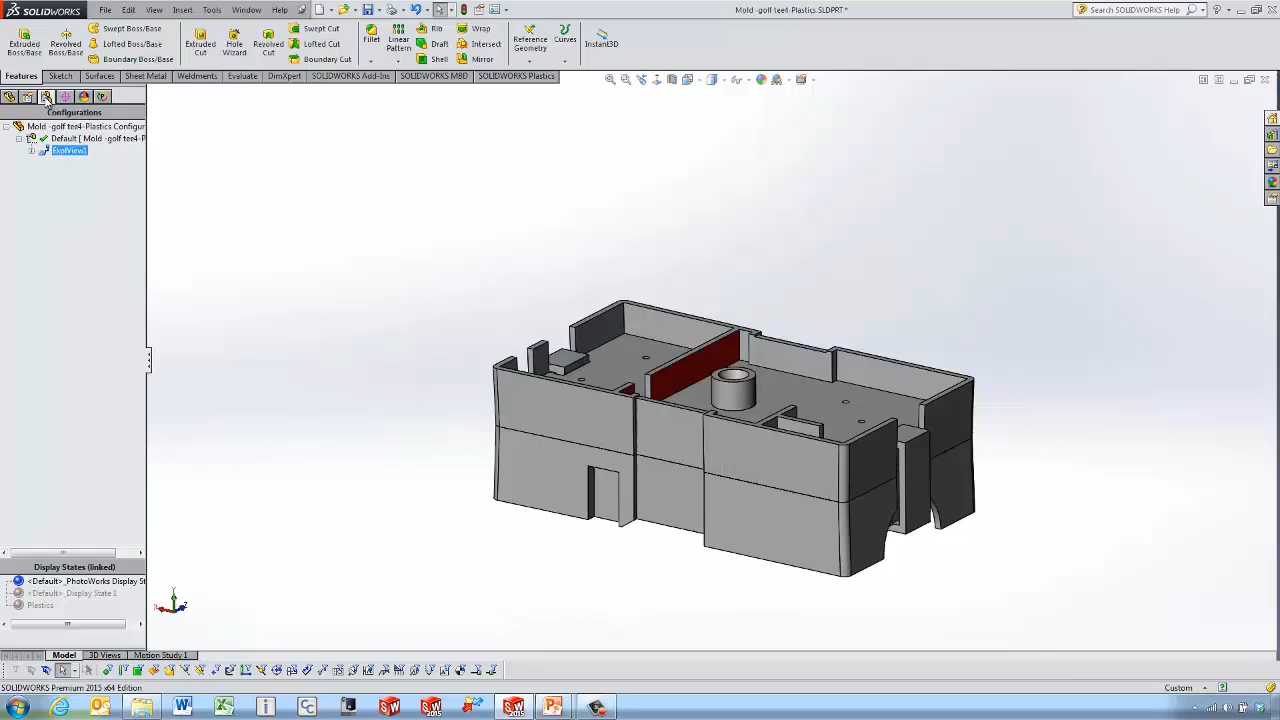 SOLIDWORKS File Edit View Insert Tools Window Help Mold -golf tee4-Plastics.SLDPRT* Search SOLIDWORKS Help
Extruded Boss/Base Revolved Boss/Base Swept Boss/Base Lofted Boss/Base Boundary Boss/Base Extruded Cut Hole Wizard Revolved Cut Swept Cut Lofted Cut Boundary Cut Fillet Linear Pattern Rib Draft Shell Wrap Intersect Mirror Reference Geometry Curves Instant3D
Features Sketch Surfaces Sheet Metal Weldments Evaluate DimXpert SOLIDWORKS Add-Ins SOLIDWORKS MBD SOLIDWORKS Plastics
Configurations
Mold -golf tee4-Plastics Configur
Default [ Mold -golf tee4-P
ExplView1
Display States (linked)
<Default>_PhotoWorks Display St
<Default>_Display State 1
Plastics
Y
X
Z
Model 3D Views Motion Study 1
SOLIDWORKS Premium 2015 x64 Edition Custom
2015 2015